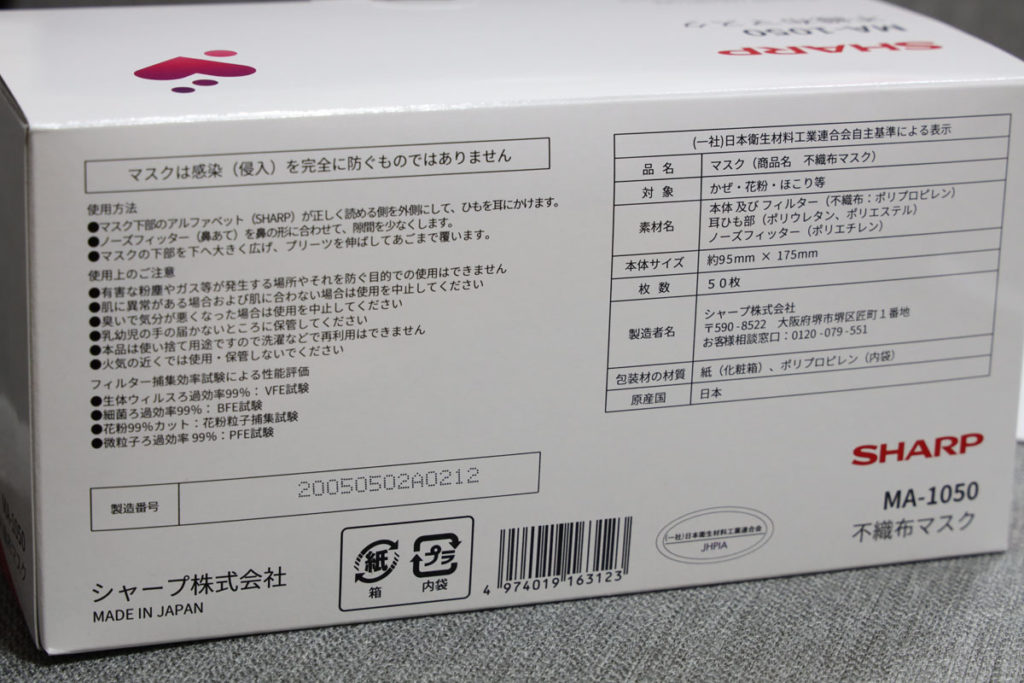 SHARP
MA-1050
不織布マスク
マスクは感染（侵入）を完全に防ぐものではありません
使用方法
●マスク下部のアルファベット（SHARP）が正しく読める側を外側にして、ひもを耳にかけます。
●ノーズフィッター（鼻あて）を鼻の形に合わせて、隙間を少なくします。
●マスクの下部を下へ大きく広げ、プリーツを伸ばしてあごまで覆います。
使用上のご注意
●有害な粉塵やガス等が発生する場所やそれを防ぐ目的での使用はできません
●肌に異常がある場合および肌に合わない場合は使用を中止してください
●臭いで気分が悪くなった場合は使用を中止してください
●乳幼児の手の届かないところに保管してください
●本品は使い捨て用途ですので洗濯などで再利用はできません
●火気の近くでは使用・保管しないでください
フィルター捕集効率試験による性能評価
●生体ウィルスろ過効率99%： VFE試験
●細菌ろ過効率99%： BFE試験
●花粉99%カット：花粉粒子捕集試験
●微粒子ろ過効率 99%：PFE試験
製造番号 20050502A0212
シャープ株式会社
MADE IN JAPAN
紙
箱
プラ
内袋
4 974019 163123
(一社)日本衛生材料工業連合会
JHPIA
(一社)日本衛生材料工業連合会自主基準による表示
品 名 マスク（商品名 不織布マスク）
対 象 かぜ・花粉・ほこり等
素材名 本体 及び フィルター（不織布：ポリプロピレン）
耳ひも部（ポリウレタン、ポリエステル）
ノーズフィッター（ポリエチレン）
本体サイズ 約95mm × 175mm
枚 数 ５０枚
製造者名 シャープ株式会社
〒590-8522 大阪府堺市堺区匠町１番地
お客様相談窓口：0120-079-551
包装材の材質 紙（化粧箱）、ポリプロピレン（内袋）
原産国 日本
SHARP
MA-1050
不織布マスク
MA-1050